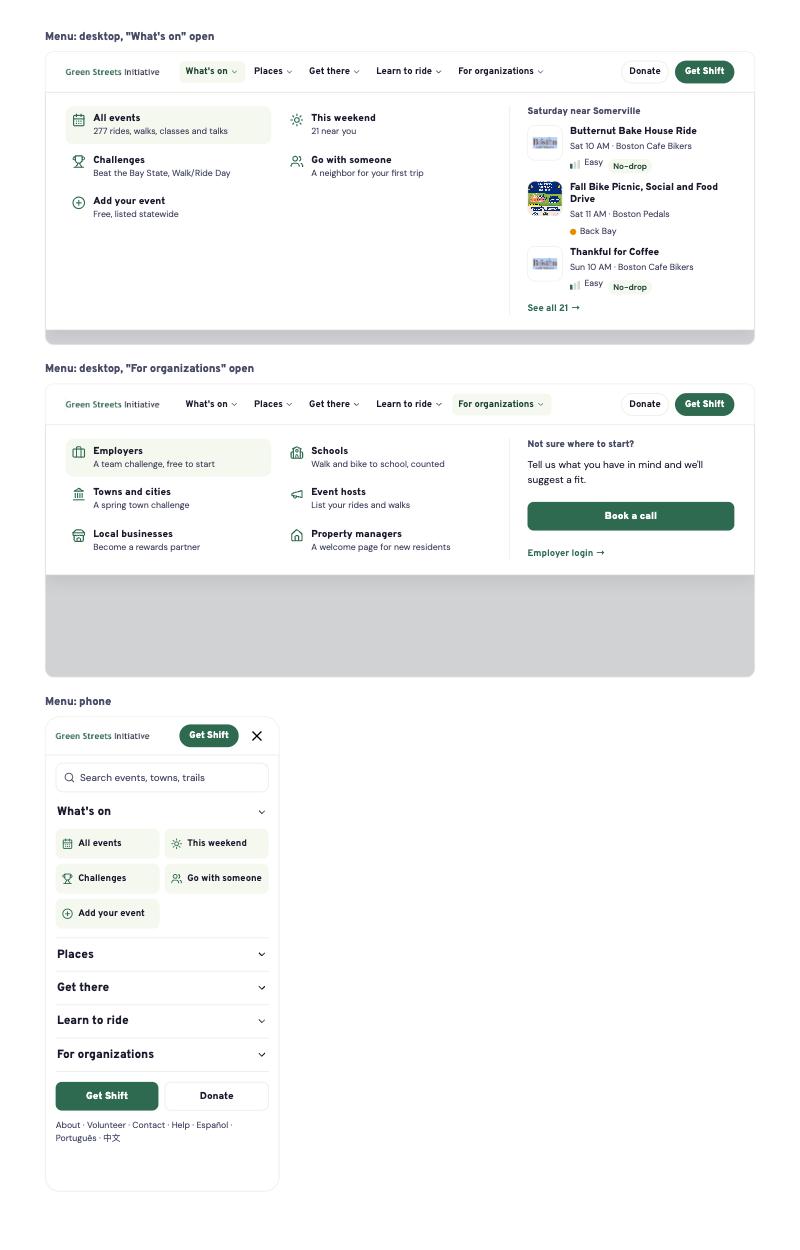 Menu: desktop, "What's on" open
Green Streets Initiative
What's on
Places
Get there
Learn to ride
For organizations
Donate
Get Shift
All events
277 rides, walks, classes and talks
This weekend
21 near you
Challenges
Beat the Bay State, Walk/Ride Day
Go with someone
A neighbor for your first trip
Add your event
Free, listed statewide
Saturday near Somerville
Butternut Bake House Ride
Sat 10 AM · Boston Cafe Bikers
Easy No-drop
Fall Bike Picnic, Social and Food
Drive
Sat 11 AM · Boston Pedals
Back Bay
Thankful for Coffee
Sun 10 AM · Boston Cafe Bikers
Easy No-drop
See all 21 →
Menu: desktop, "For organizations" open
Green Streets Initiative
What's on
Places
Get there
Learn to ride
For organizations
Donate
Get Shift
Employers
A team challenge, free to start
Schools
Walk and bike to school, counted
Towns and cities
A spring town challenge
Event hosts
List your rides and walks
Local businesses
Become a rewards partner
Property managers
A welcome page for new residents
Not sure where to start?
Tell us what you have in mind and we'll
suggest a fit.
Book a call
Employer login →
Menu: phone
Green Streets Initiative
Get Shift
Search events, towns, trails
What's on
All events
This weekend
Challenges
Go with someone
Add your event
Places
Get there
Learn to ride
For organizations
Get Shift
Donate
About · Volunteer · Contact · Help · Español ·
Português · 中文